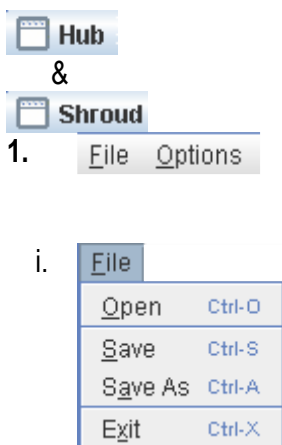 Hub
&
Shroud
1. File Options
i. File
Open Ctrl-O
Save Ctrl-S
Save As Ctrl-A
Exit Ctrl-X